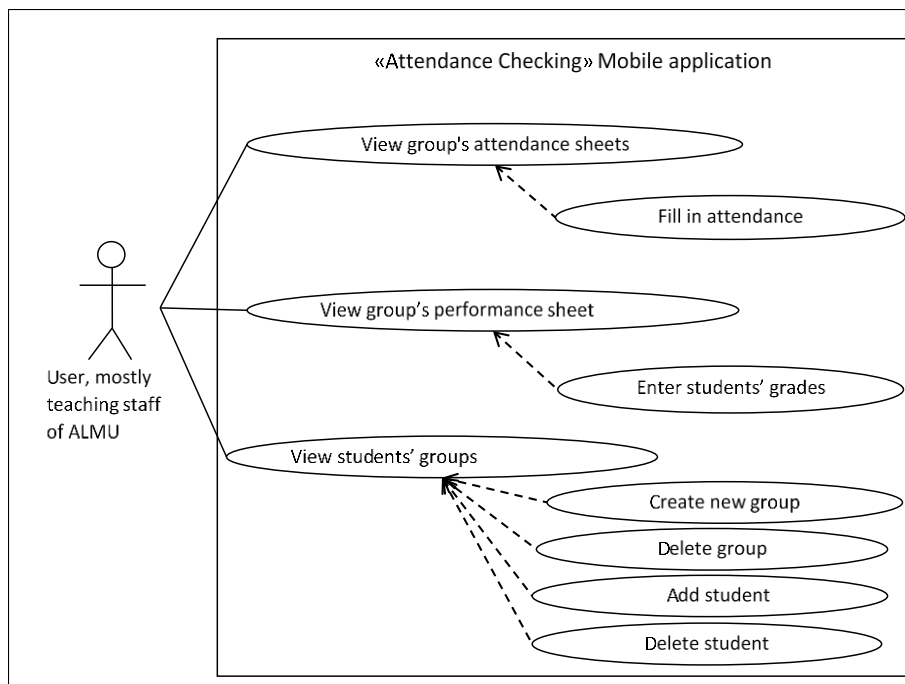 «Attendance Checking» Mobile application
View group's attendance sheets
Fill in attendance
View group’s performance sheet
Enter students’ grades
User, mostly
teaching staff
of ALMU
View students’ groups
Create new group
Delete group
Add student
Delete student